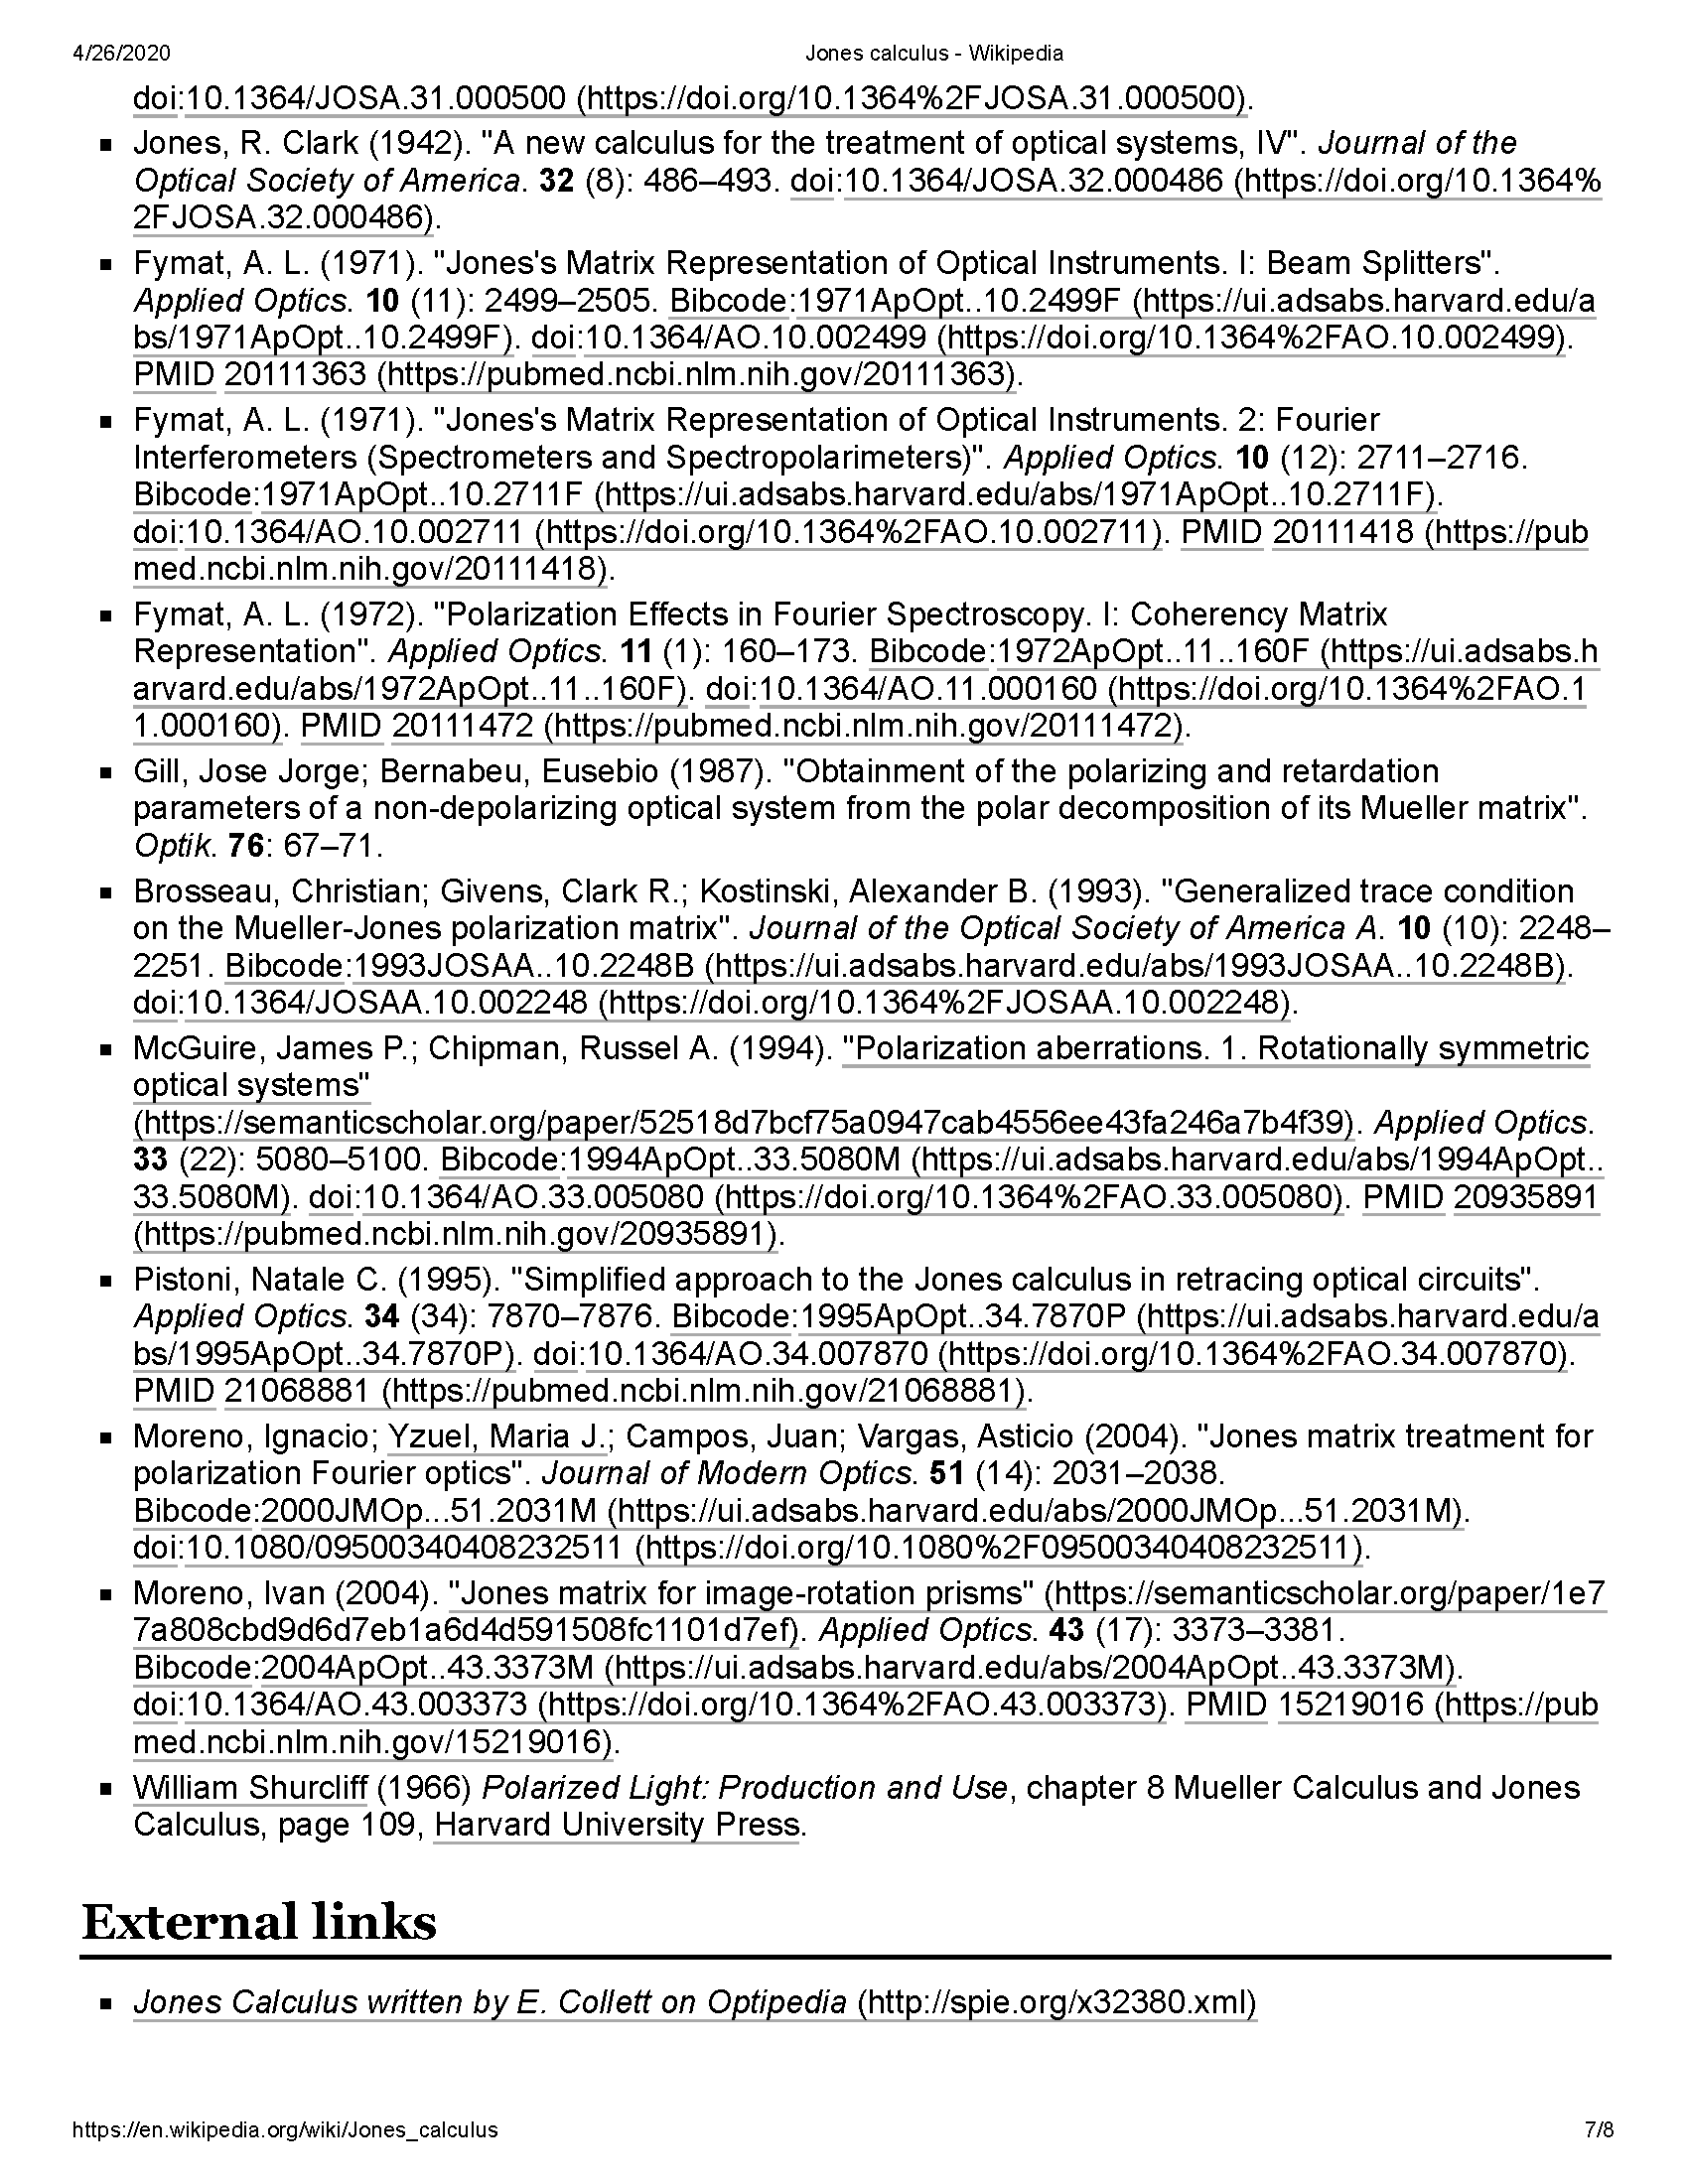 4/26/2020 Jones calculus - Wikipedia
doi:10.1364/JOSA.31.000500 (https://doi.org/10.1364%2FJOSA.31.000500).
▪ Jones, R. Clark (1942). "A new calculus for the treatment of optical systems, IV". Journal of the
Optical Society of America. 32 (8): 486–493. doi:10.1364/JOSA.32.000486 (https://doi.org/10.1364%
2FJOSA.32.000486).
▪ Fymat, A. L. (1971). "Jones's Matrix Representation of Optical Instruments. I: Beam Splitters".
Applied Optics. 10 (11): 2499–2505. Bibcode:1971ApOpt..10.2499F (https://ui.adsabs.harvard.edu/a
bs/1971ApOpt..10.2499F). doi:10.1364/AO.10.002499 (https://doi.org/10.1364%2FAO.10.002499).
PMID 20111363 (https://pubmed.ncbi.nlm.nih.gov/20111363).
▪ Fymat, A. L. (1971). "Jones's Matrix Representation of Optical Instruments. 2: Fourier
Interferometers (Spectrometers and Spectropolarimeters)". Applied Optics. 10 (12): 2711–2716.
Bibcode:1971ApOpt..10.2711F (https://ui.adsabs.harvard.edu/abs/1971ApOpt..10.2711F).
doi:10.1364/AO.10.002711 (https://doi.org/10.1364%2FAO.10.002711). PMID 20111418 (https://pub
med.ncbi.nlm.nih.gov/20111418).
▪ Fymat, A. L. (1972). "Polarization Effects in Fourier Spectroscopy. I: Coherency Matrix
Representation". Applied Optics. 11 (1): 160–173. Bibcode:1972ApOpt..11..160F (https://ui.adsabs.h
arvard.edu/abs/1972ApOpt..11..160F). doi:10.1364/AO.11.000160 (https://doi.org/10.1364%2FAO.1
1.000160). PMID 20111472 (https://pubmed.ncbi.nlm.nih.gov/20111472).
▪ Gill, Jose Jorge; Bernabeu, Eusebio (1987). "Obtainment of the polarizing and retardation
parameters of a non-depolarizing optical system from the polar decomposition of its Mueller matrix".
Optik. 76: 67–71.
▪ Brosseau, Christian; Givens, Clark R.; Kostinski, Alexander B. (1993). "Generalized trace condition
on the Mueller-Jones polarization matrix". Journal of the Optical Society of America A. 10 (10): 2248–
2251. Bibcode:1993JOSAA..10.2248B (https://ui.adsabs.harvard.edu/abs/1993JOSAA..10.2248B).
doi:10.1364/JOSAA.10.002248 (https://doi.org/10.1364%2FJOSAA.10.002248).
▪ McGuire, James P.; Chipman, Russel A. (1994). "Polarization aberrations. 1. Rotationally symmetric
optical systems"
(https://semanticscholar.org/paper/52518d7bcf75a0947cab4556ee43fa246a7b4f39). Applied Optics.
33 (22): 5080–5100. Bibcode:1994ApOpt..33.5080M (https://ui.adsabs.harvard.edu/abs/1994ApOpt..
33.5080M). doi:10.1364/AO.33.005080 (https://doi.org/10.1364%2FAO.33.005080). PMID 20935891
(https://pubmed.ncbi.nlm.nih.gov/20935891).
▪ Pistoni, Natale C. (1995). "Simplified approach to the Jones calculus in retracing optical circuits".
Applied Optics. 34 (34): 7870–7876. Bibcode:1995ApOpt..34.7870P (https://ui.adsabs.harvard.edu/a
bs/1995ApOpt..34.7870P). doi:10.1364/AO.34.007870 (https://doi.org/10.1364%2FAO.34.007870).
PMID 21068881 (https://pubmed.ncbi.nlm.nih.gov/21068881).
▪ Moreno, Ignacio; Yzuel, Maria J.; Campos, Juan; Vargas, Asticio (2004). "Jones matrix treatment for
polarization Fourier optics". Journal of Modern Optics. 51 (14): 2031–2038.
Bibcode:2000JMOp...51.2031M (https://ui.adsabs.harvard.edu/abs/2000JMOp...51.2031M).
doi:10.1080/09500340408232511 (https://doi.org/10.1080%2F09500340408232511).
▪ Moreno, Ivan (2004). "Jones matrix for image-rotation prisms" (https://semanticscholar.org/paper/1e7
7a808cbd9d6d7eb1a6d4d591508fc1101d7ef). Applied Optics. 43 (17): 3373–3381.
Bibcode:2004ApOpt..43.3373M (https://ui.adsabs.harvard.edu/abs/2004ApOpt..43.3373M).
doi:10.1364/AO.43.003373 (https://doi.org/10.1364%2FAO.43.003373). PMID 15219016 (https://pub
med.ncbi.nlm.nih.gov/15219016).
▪ William Shurcliff (1966) Polarized Light: Production and Use, chapter 8 Mueller Calculus and Jones
Calculus, page 109, Harvard University Press.
External links
▪ Jones Calculus written by E. Collett on Optipedia (http://spie.org/x32380.xml)
https://en.wikipedia.org/wiki/Jones_calculus 7/8